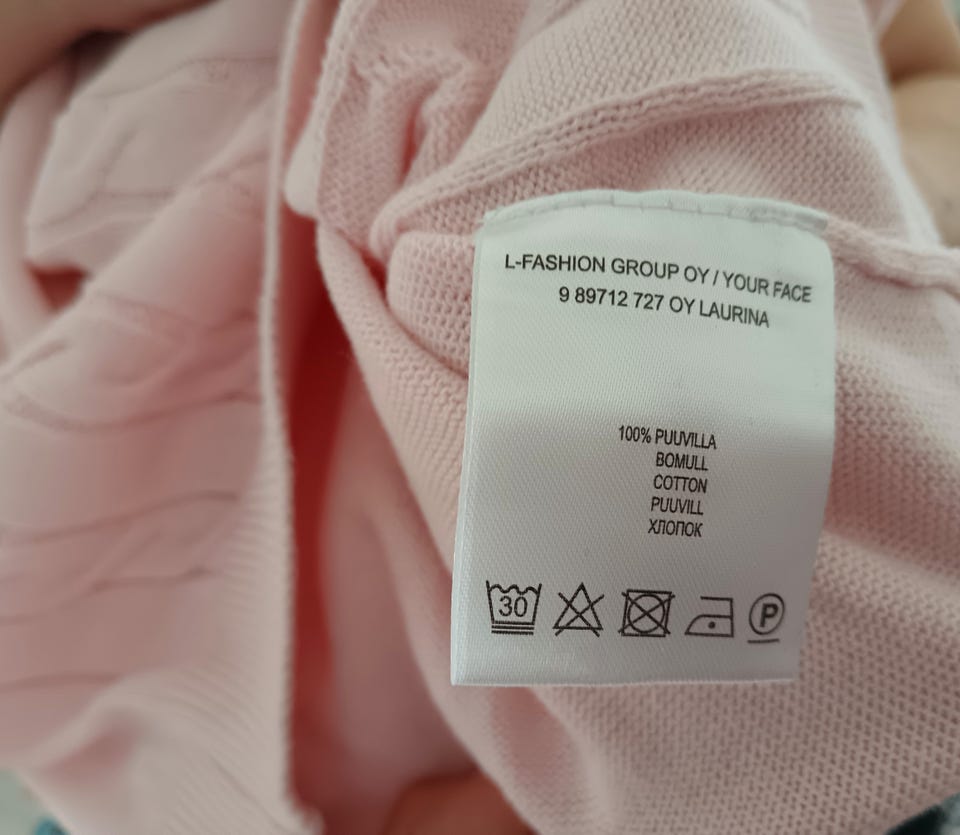 L-FASHION GROUP OY / YOUR FACE
9 89712 727 OY LAURINA
100% PUUVILLA
BOMULL
COTTON
PUUVILL
ХЛОПОК
30 P